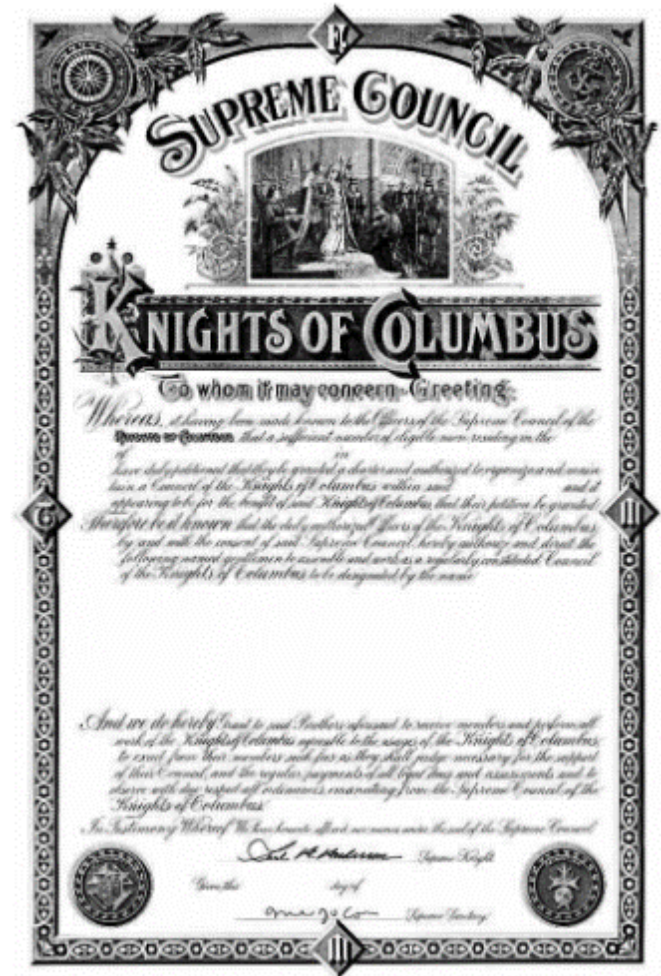 SUPREME COUNCIL
KNIGHTS OF COLUMBUS
To whom it may concern - Greeting:
Whereas, it having been made known to the Officers of the Supreme Council of the
Knights of Columbus that a sufficient number of eligible men residing in the
of in
have duly petitioned that they be granted a charter and authorized to organize and main
tain a Council of the Knights of Columbus within said and it
appearing to be for the benefit of said Knights of Columbus that their petition be granted
Therefore be it known that the duly authorized Officers of the Knights of Columbus,
by and with the consent of said Supreme Council, hereby authorize and direct the
following named gentlemen to assemble and work as a regularly constituted Council
of the Knights of Columbus to be designated by the name
And we do hereby Grant to said Brothers aforesaid to receive members and perform all
work of the Knights of Columbus agreeable to the usages of the Knights of Columbus,
to exact from their members such fees as they shall judge necessary for the support
of their Council, and the regular payments of all legal dues and assessments and to
observe with due respect all ordinances emanating from the Supreme Council of the
Knights of Columbus.
In Testimony Whereof We have hereunto affixed our names under the seal of the Supreme Council
Supreme Knight
Given this day of
Supreme Secretary